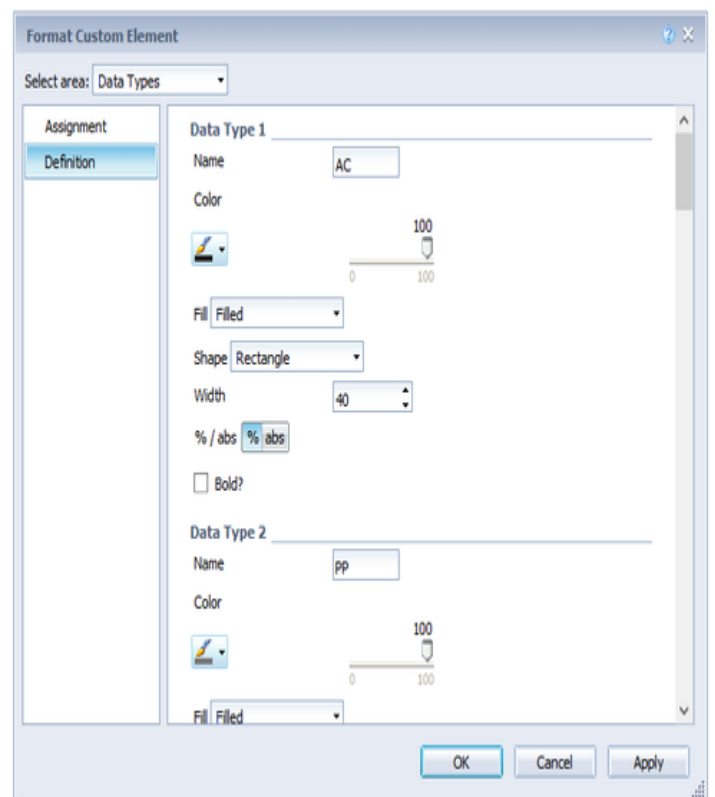 Format Custom Element
Select area: Data Types
Assignment
Definition
Data Type 1
Name AC
Color
100
0 100
Fill Filled
Shape Rectangle
Width 40
% / abs % abs
Bold?
Data Type 2
Name PP
Color
100
0 100
Fill Filled
OK Cancel Apply